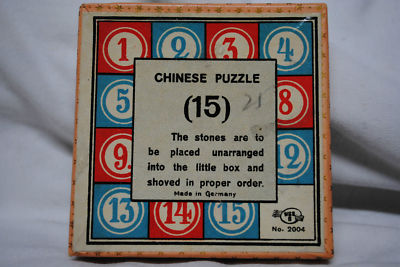 1 2 3 4
CHINESE PUZZLE
5 (15) 21 8
The stones are to
be placed unarranged
9 into the little box and 12
shoved in proper order.
Made in Germany
13 14 15
No. 2004